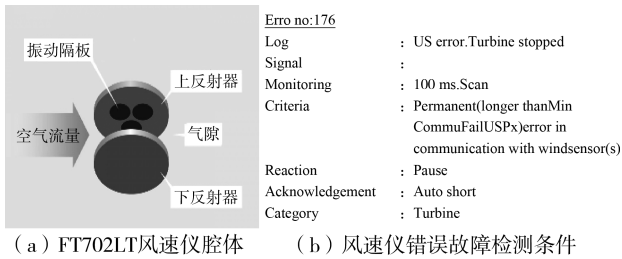 振动隔板
上反射器
空气流量
气隙
下反射器
(a)FT702LT风速仪腔体
Erro no:176
Log : US error.Turbine stopped
Signal :
Monitoring : 100 ms.Scan
Criteria : Permanent(longer thanMin
CommuFailUSPx)error in
communication with windsensor(s)
Reaction : Pause
Acknowledgement : Auto short
Category : Turbine
(b)风速仪错误故障检测条件